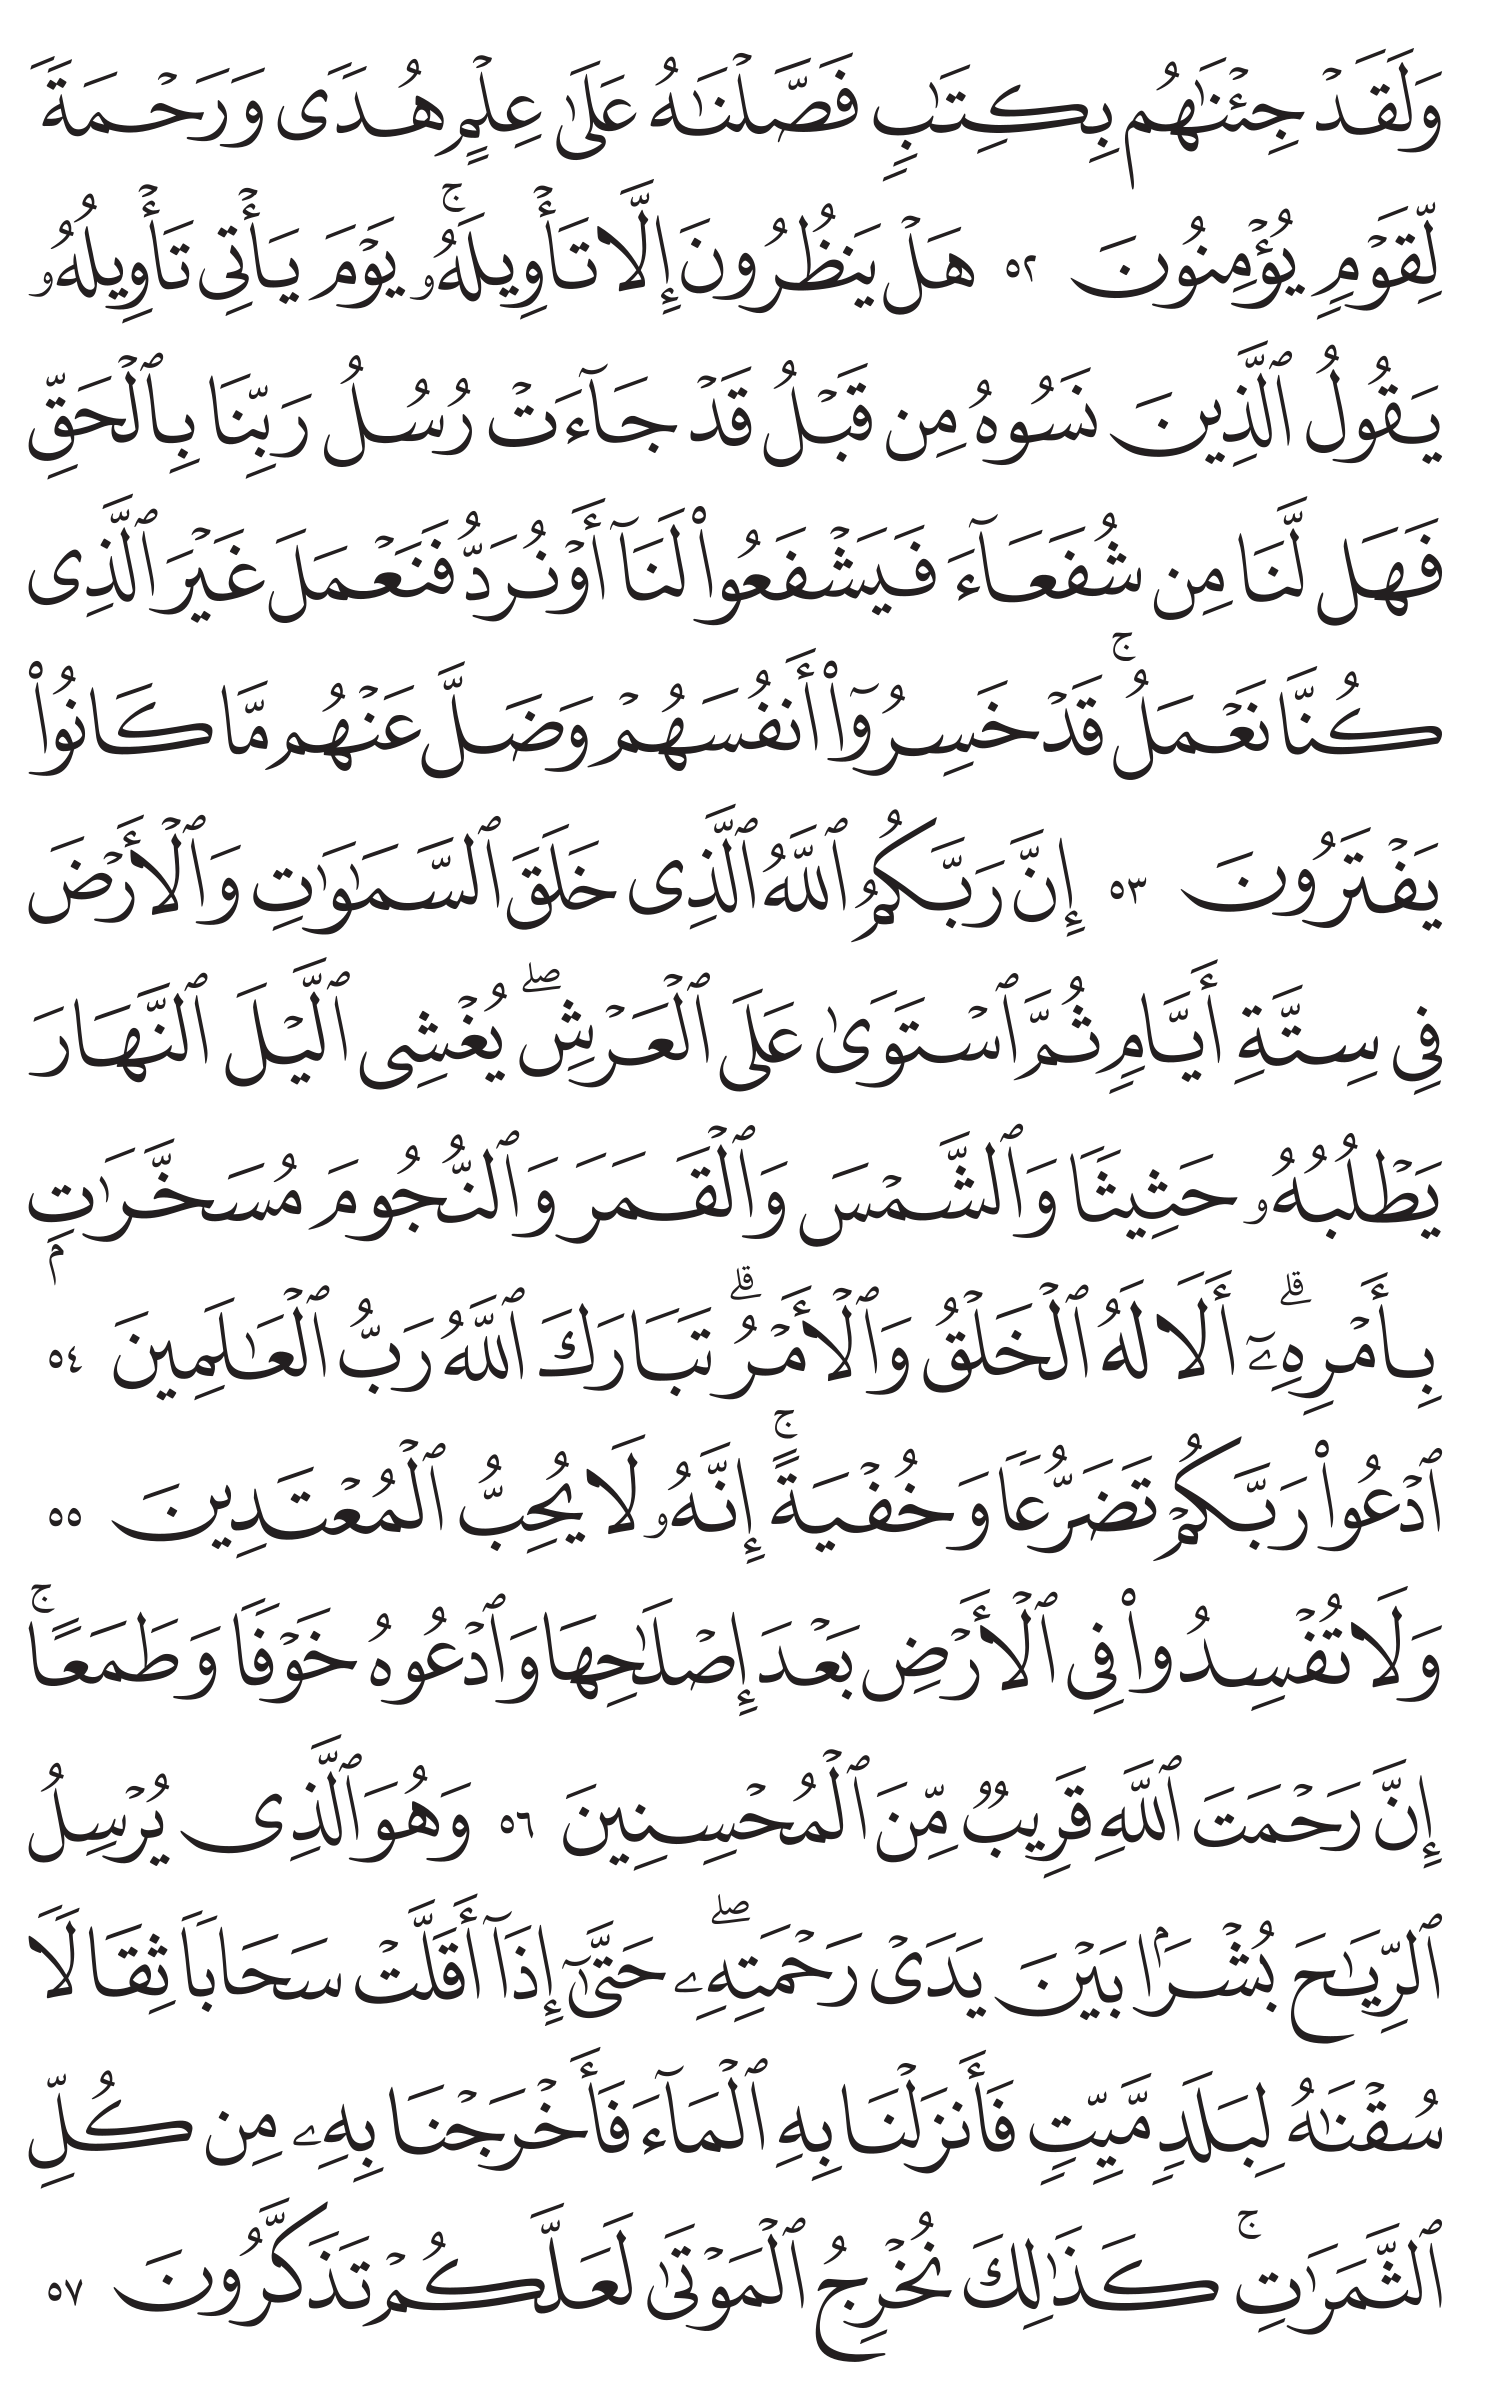 وَلَقَدۡ جِئۡنَٰهُم بِكِتَٰبٖ فَصَّلۡنَٰهُ عَلَىٰ عِلۡمٍ هُدٗى وَرَحۡمَةٗ
لِّقَوۡمٖ يُؤۡمِنُونَ ٥٢ هَلۡ يَنظُرُونَ إِلَّا تَأۡوِيلَهُۥۚ يَوۡمَ يَأۡتِي تَأۡوِيلُهُۥ
يَقُولُ ٱلَّذِينَ نَسُوهُ مِن قَبۡلُ قَدۡ جَآءَتۡ رُسُلُ رَبِّنَا بِٱلۡحَقِّ
فَهَل لَّنَا مِن شُفَعَآءَ فَيَشۡفَعُواْ لَنَآ أَوۡ نُرَدُّ فَنَعۡمَلَ غَيۡرَ ٱلَّذِي
كُنَّا نَعۡمَلُۚ قَدۡ خَسِرُوٓاْ أَنفُسَهُمۡ وَضَلَّ عَنۡهُم مَّا كَانُواْ
يَفۡتَرُونَ ٥٣ إِنَّ رَبَّكُمُ ٱللَّهُ ٱلَّذِي خَلَقَ ٱلسَّمَٰوَٰتِ وَٱلۡأَرۡضَ
فِي سِتَّةِ أَيَّامٖ ثُمَّ ٱسۡتَوَىٰ عَلَى ٱلۡعَرۡشِۖ يُغۡشِي ٱلَّيۡلَ ٱلنَّهَارَ
يَطۡلُبُهُۥ حَثِيثٗا وَٱلشَّمۡسَ وَٱلۡقَمَرَ وَٱلنُّجُومَ مُسَخَّرَٰتِۭ
بِأَمۡرِهِۦٓۗ أَلَا لَهُ ٱلۡخَلۡقُ وَٱلۡأَمۡرُۗ تَبَارَكَ ٱللَّهُ رَبُّ ٱلۡعَٰلَمِينَ ٥٤
ٱدۡعُواْ رَبَّكُمۡ تَضَرُّعٗا وَخُفۡيَةًۚ إِنَّهُۥ لَا يُحِبُّ ٱلۡمُعۡتَدِينَ ٥٥
وَلَا تُفۡسِدُواْ فِي ٱلۡأَرۡضِ بَعۡدَ إِصۡلَٰحِهَا وَٱدۡعُوهُ خَوۡفٗا وَطَمَعًاۚ
إِنَّ رَحۡمَتَ ٱللَّهِ قَرِيبٞ مِّنَ ٱلۡمُحۡسِنِينَ ٥٦ وَهُوَ ٱلَّذِي يُرۡسِلُ
ٱلرِّيَٰحَ بُشۡرَۢا بَيۡنَ يَدَيۡ رَحۡمَتِهِۦۖ حَتَّىٰٓ إِذَآ أَقَلَّتۡ سَحَابٗا ثِقَالٗا
سُقۡنَٰهُ لِبَلَدٖ مَّيِّتٖ فَأَنزَلۡنَا بِهِ ٱلۡمَآءَ فَأَخۡرَجۡنَا بِهِۦ مِن كُلِّ
ٱلثَّمَرَٰتِۚ كَذَٰلِكَ نُخۡرِجُ ٱلۡمَوۡتَىٰ لَعَلَّكُمۡ تَذَكَّرُونَ ٥٧